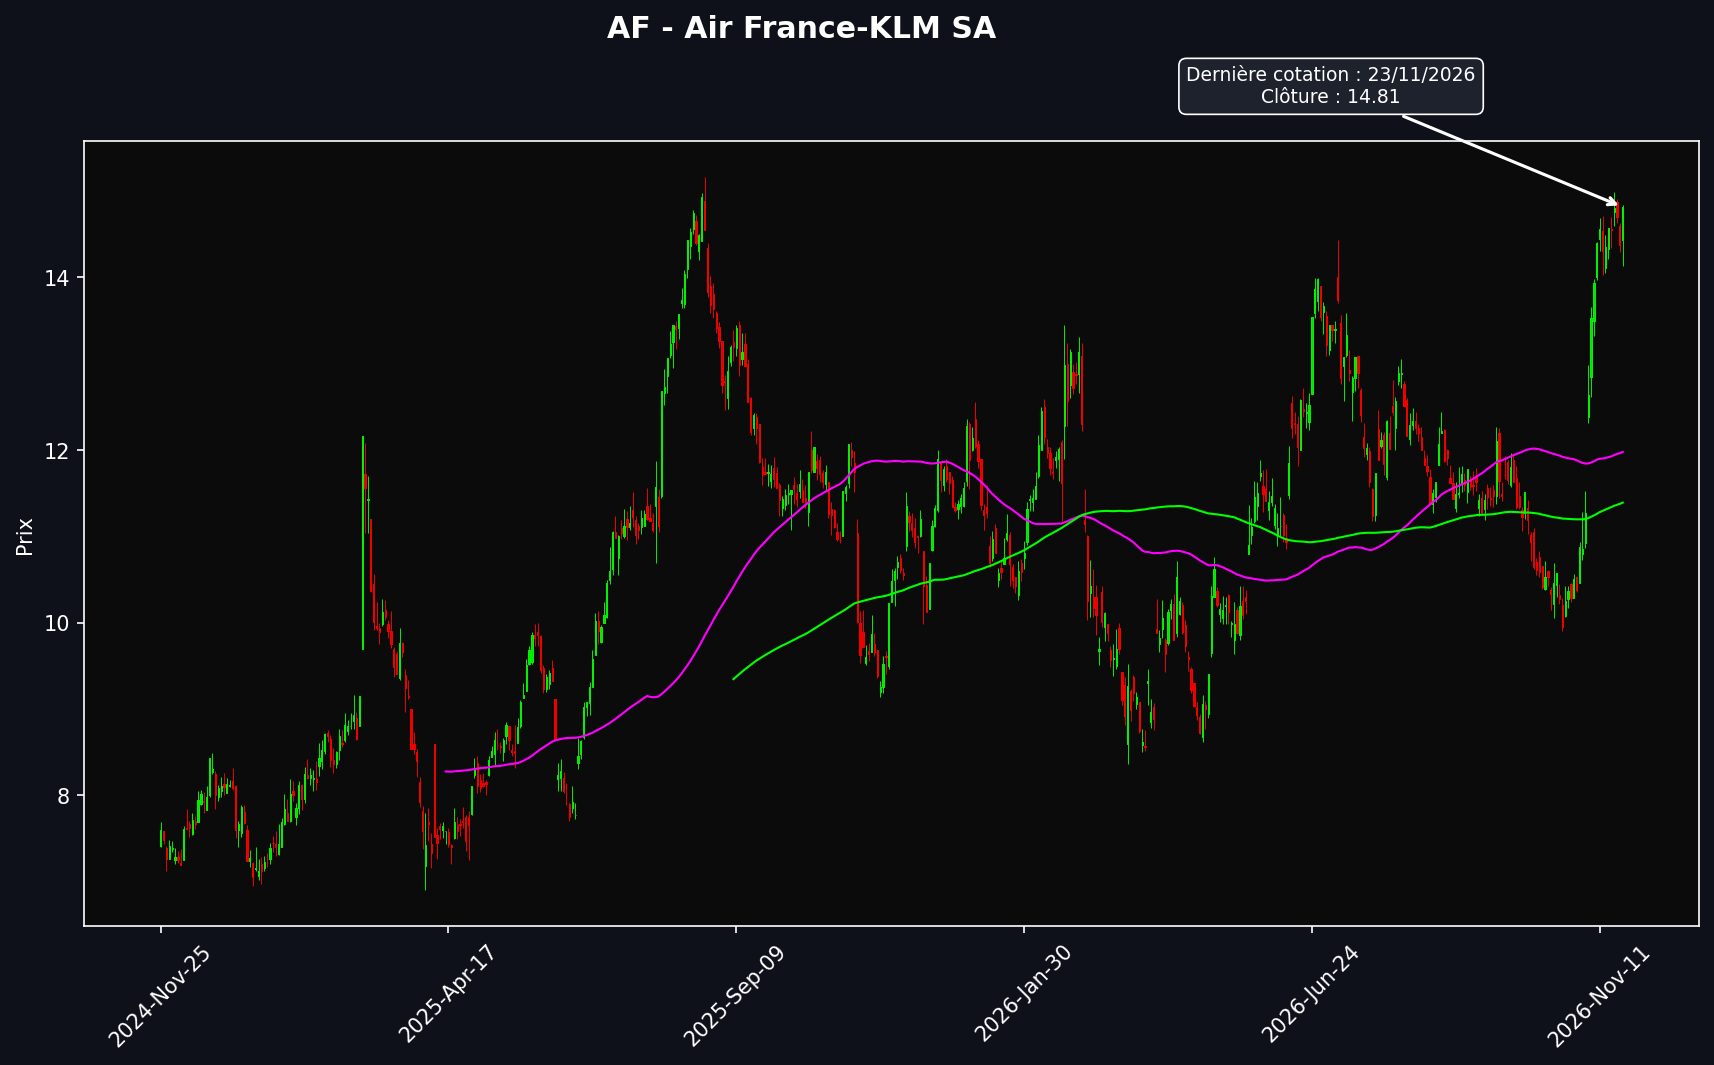 AF - Air France-KLM SA
Dernière cotation : 23/11/2026
Clôture : 14.81
Prix
14
12
10
8
2024-Nov-25
2025-Apr-17
2025-Sep-09
2026-Jan-30
2026-Jun-24
2026-Nov-11